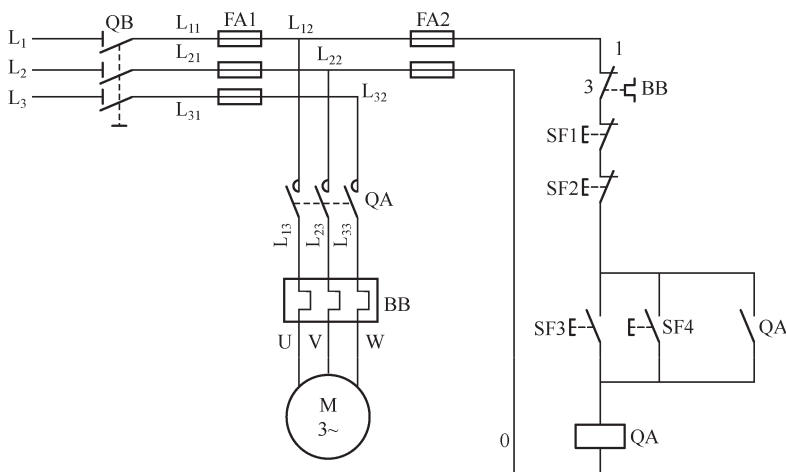 QB L₁₁ FA1 L₁₂ FA2
L₁ 1
L₂ L₂₁ L₂₂
L₃ L₃₁ L₃₂ 3 BB
SF1
SF2
QA
L₁₃ L₂₃ L₃₃
BB SF3 SF4 QA
U V W
M
3~
0 QA